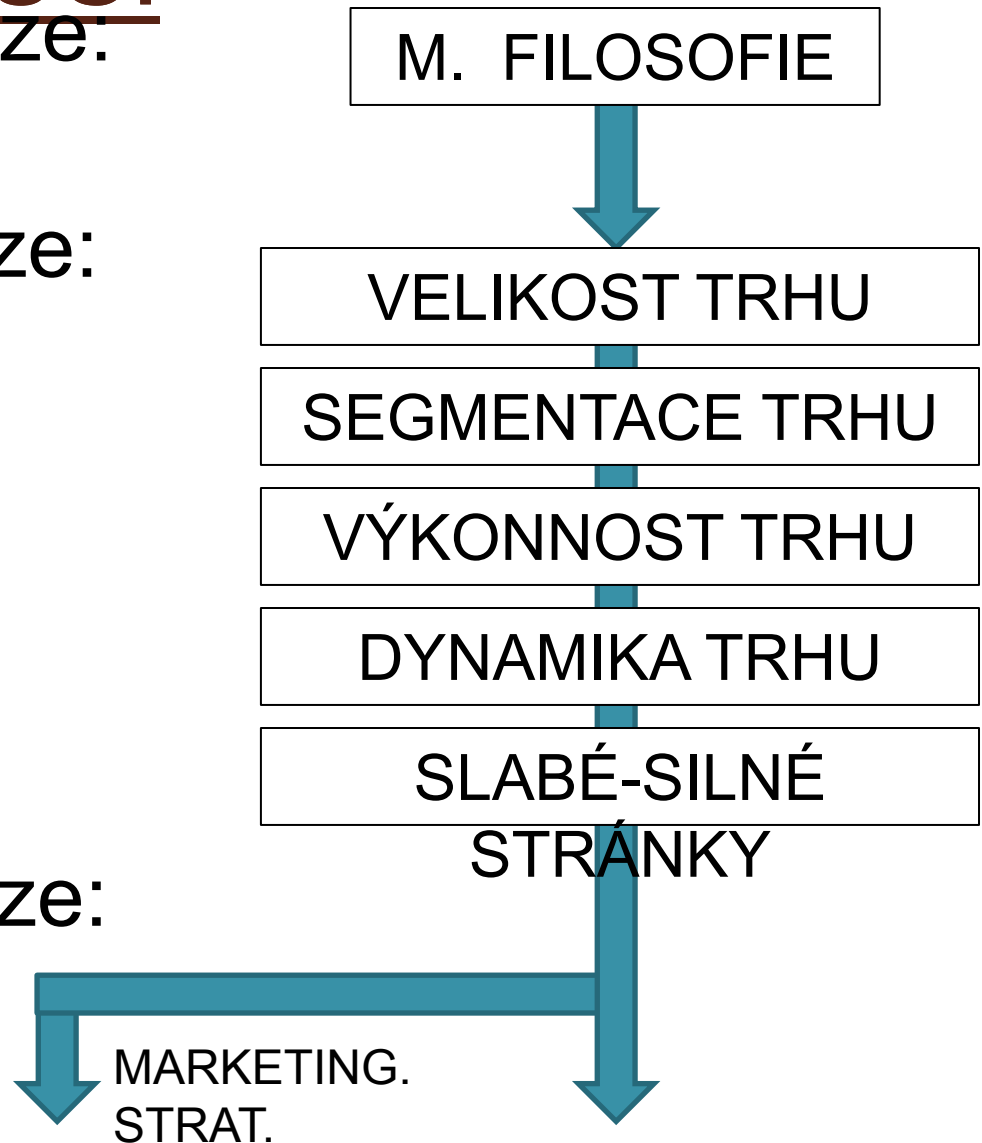 ze:
M. FILOSOFIE
ze:
VELIKOST TRHU
SEGMENTACE TRHU
VÝKONNOST TRHU
DYNAMIKA TRHU
SLABÉ-SILNÉ
STRÁNKY
ze:
MARKETING.
STRAT.